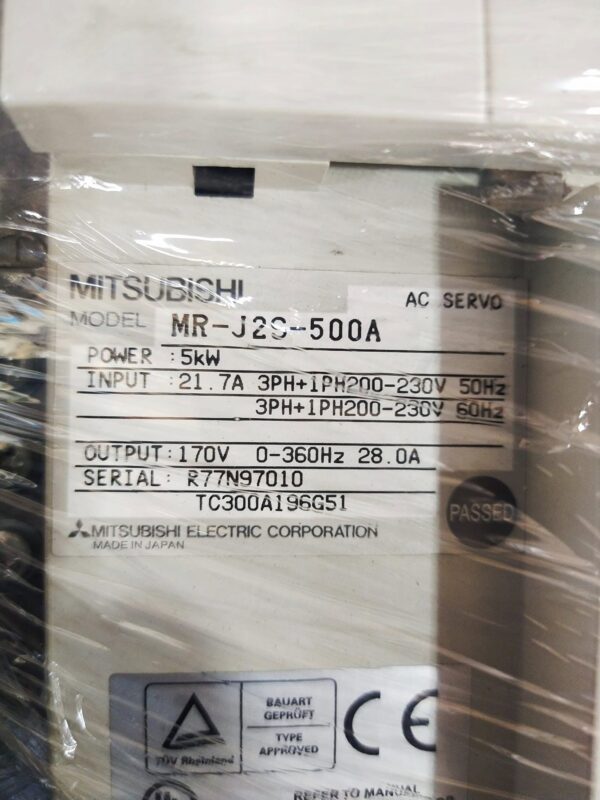 MITSUBISHI
AC SERVO
MODEL MR-J2S-500A
POWER :5kW
INPUT :21.7A 3PH+1PH200-230V 50Hz
3PH+1PH200-230V 60Hz
OUTPUT:170V 0-360Hz 28.0A
SERIAL: R77N97010
TC300A196G51
PASSED
MITSUBISHI ELECTRIC CORPORATION
MADE IN JAPAN
BAUART
GEPRÜFT
TYPE
APPROVED
TÜV Rheinland
CE
REFER TO MANUAL